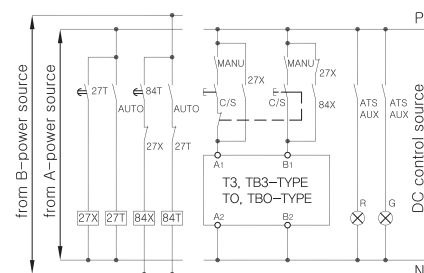 P
MANU
MANU
27T
84T
27X
27X
AUTO
AUTO
C/S
C/S
84X
ATS
AUX
ATS
AUX
27X
27T
A1
B1
T3, TB3-TYPE
TO, TBO-TYPE
A2
B2
R
G
27X
27T
84X
84T
from B-power source
from A-power source
DC control source
N